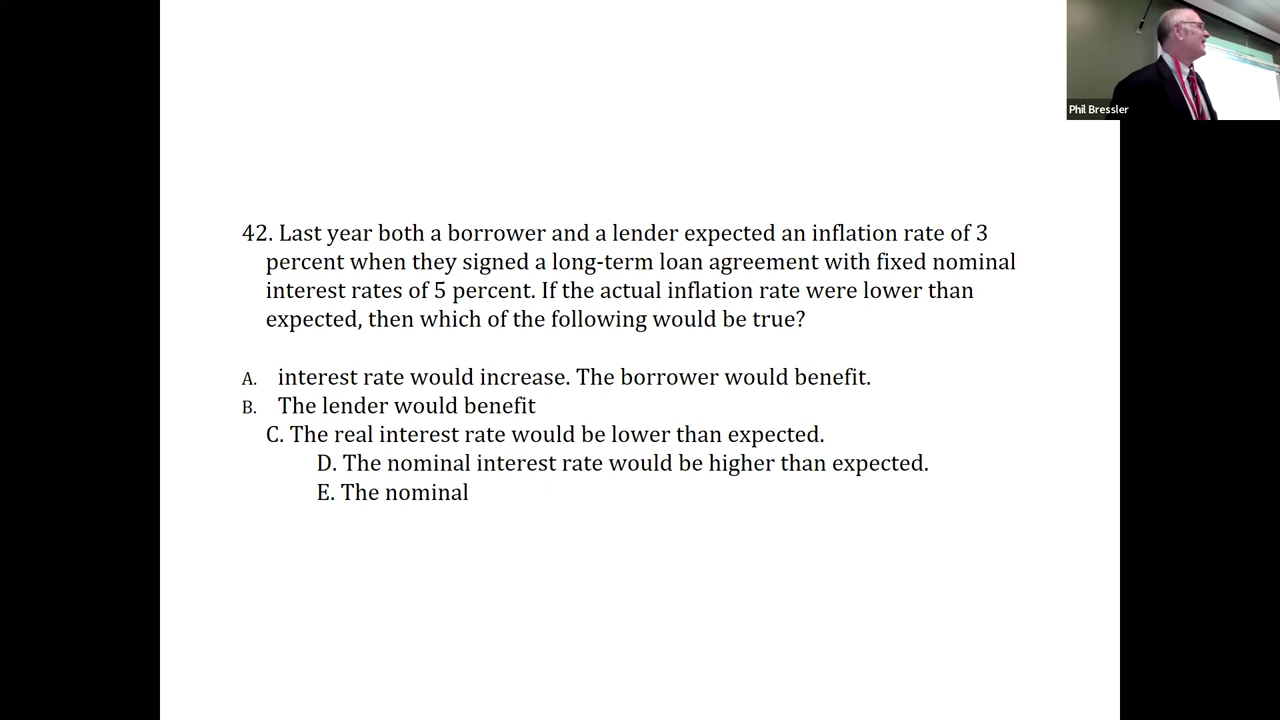 Phil Bressler
42. Last year both a borrower and a lender expected an inflation rate of 3
percent when they signed a long-term loan agreement with fixed nominal
interest rates of 5 percent. If the actual inflation rate were lower than
expected, then which of the following would be true?
A. interest rate would increase. The borrower would benefit.
B. The lender would benefit
C. The real interest rate would be lower than expected.
D. The nominal interest rate would be higher than expected.
E. The nominal